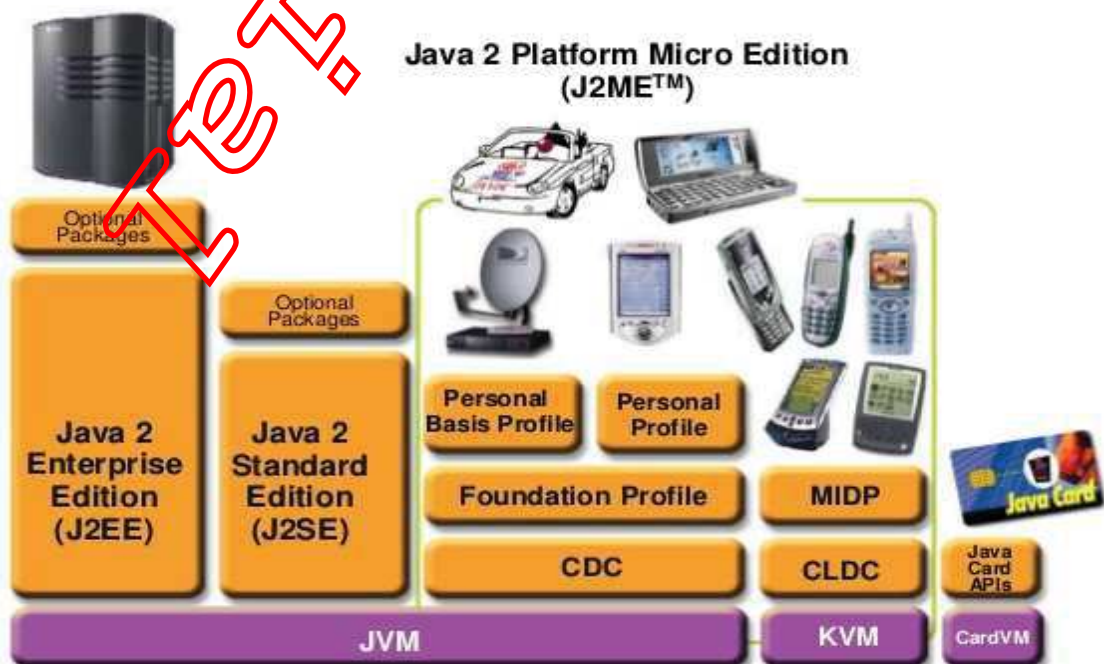 Tet.
Java 2 Platform Micro Edition
(J2ME™)
Optional
Packages
Optional
Packages
Java 2
Enterprise
Edition
(J2EE)
Java 2
Standard
Edition
(J2SE)
Personal
Basis Profile
Personal
Profile
Foundation Profile
MIDP
CDC
CLDC
Java Card
Java
Card
APIs
JVM
KVM
CardVM